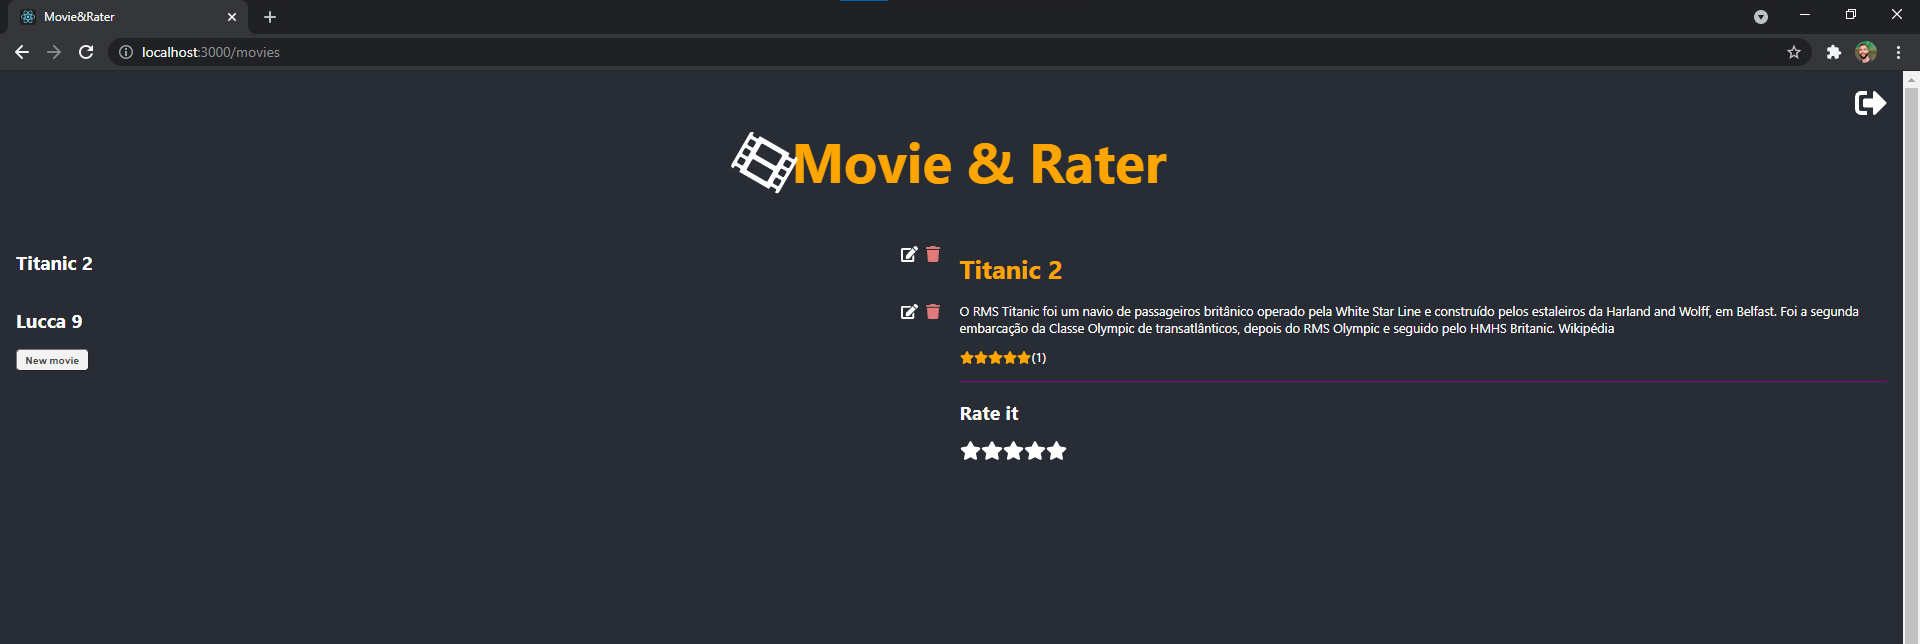 Movie&Rater
localhost:3000/movies
Movie & Rater
Titanic 2
Lucca 9
New movie
Titanic 2
O RMS Titanic foi um navio de passageiros britânico operado pela White Star Line e construído pelos estaleiros da Harland and Wolff, em Belfast. Foi a segunda
embarcação da Classe Olympic de transatlânticos, depois do RMS Olympic e seguido pelo HMHS Britanic. Wikipédia
(1)
Rate it